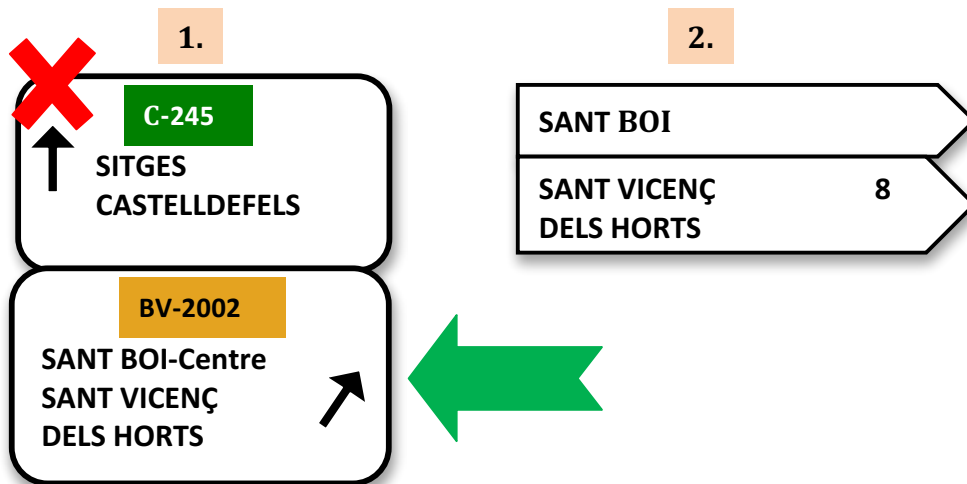 1.
C-245
SITGES
CASTELLDEFELS
BV-2002
SANT BOI-Centre
SANT VICENÇ
DELS HORTS
2.
SANT BOI
SANT VICENÇ 8
DELS HORTS